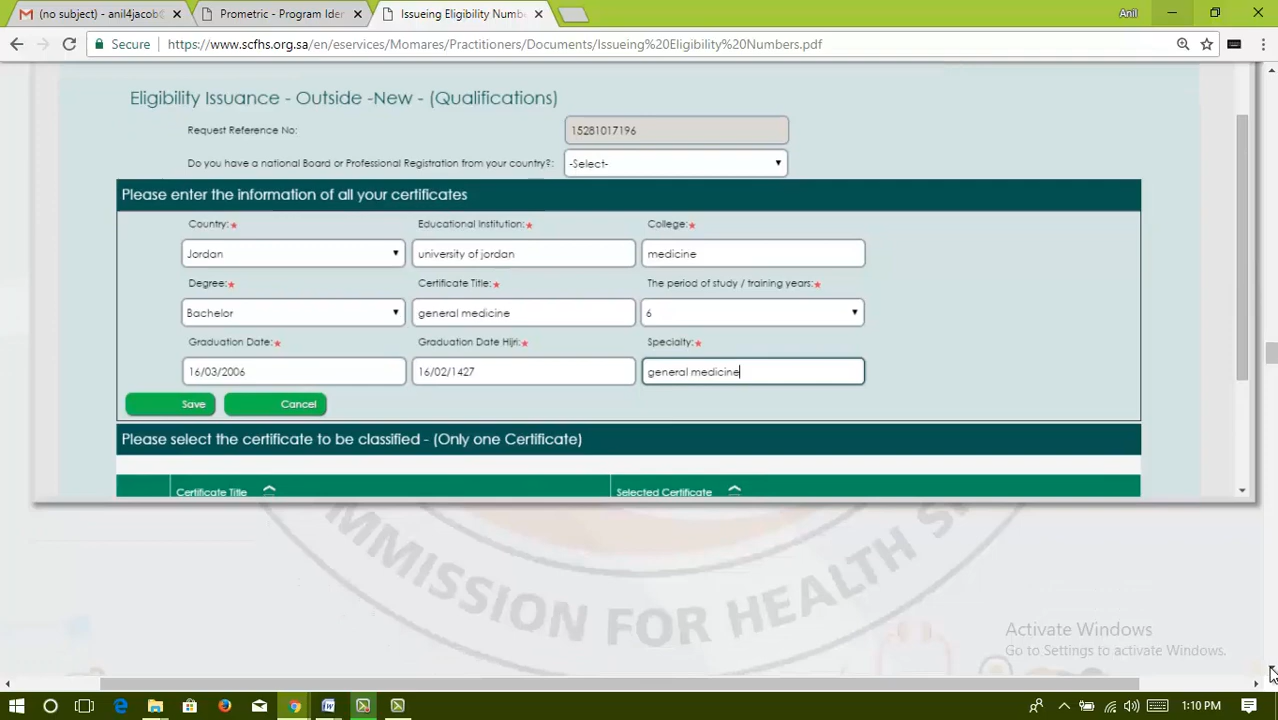 (no subject) - anil4jacob
Prometric - Program Ider
Issueing Eligibility Numb
Anil
Secure
https://www.scfhs.org.sa/en/eservices/Momares/Practitioners/Documents/Issueing%20Eligibility%20Numbers.pdf
Eligibility Issuance - Outside -New - (Qualifications)
Request Reference No:
15281017196
Do you have a national Board or Professional Registration from your country?:
-Select-
Please enter the information of all your certificates
Country:* Educational Institution:* College:*
Jordan university of jordan medicine
Degree:* Certificate Title:* The period of study / training years:*
Bachelor general medicine 6
Graduation Date:* Graduation Date Hijri:* Specialty:*
16/03/2006 16/02/1427 general medicine
Save Cancel
Please select the certificate to be classified - (Only one Certificate)
Certificate Title Selected Certificate
MMISSION FOR HEALTH S
Activate Windows
Go to Settings to activate Windows.
1:10 PM